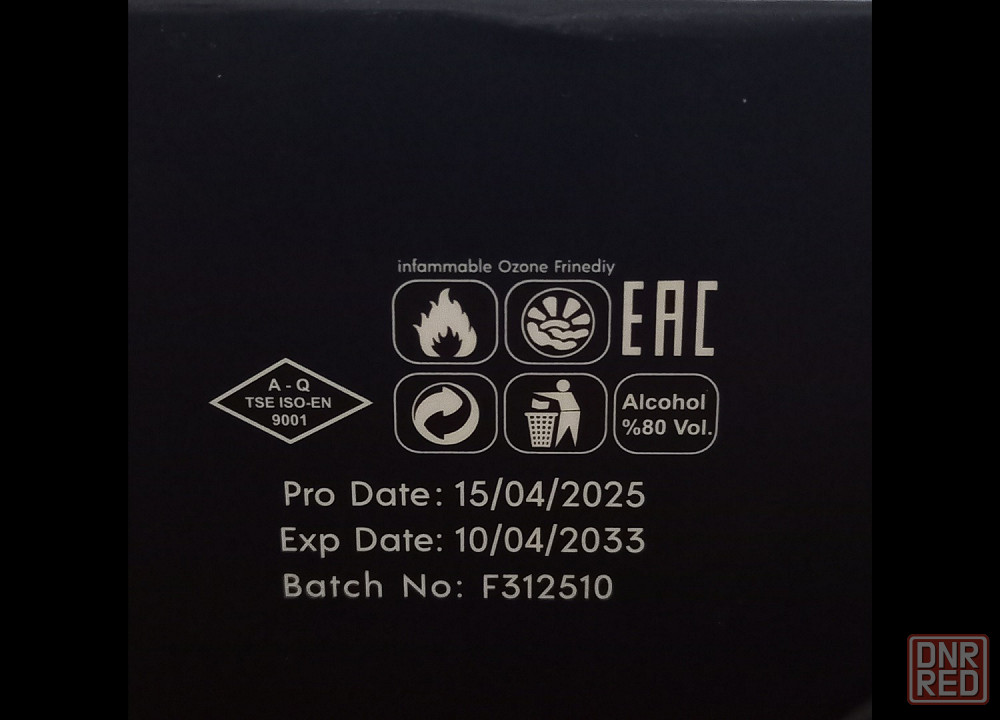 infammable Ozone Frinediy
EAC
A - Q
TSE ISO-EN
9001
Alcohol
%80 Vol.
Pro Date: 15/04/2025
Exp Date: 10/04/2033
Batch No: F312510
DNR
RED